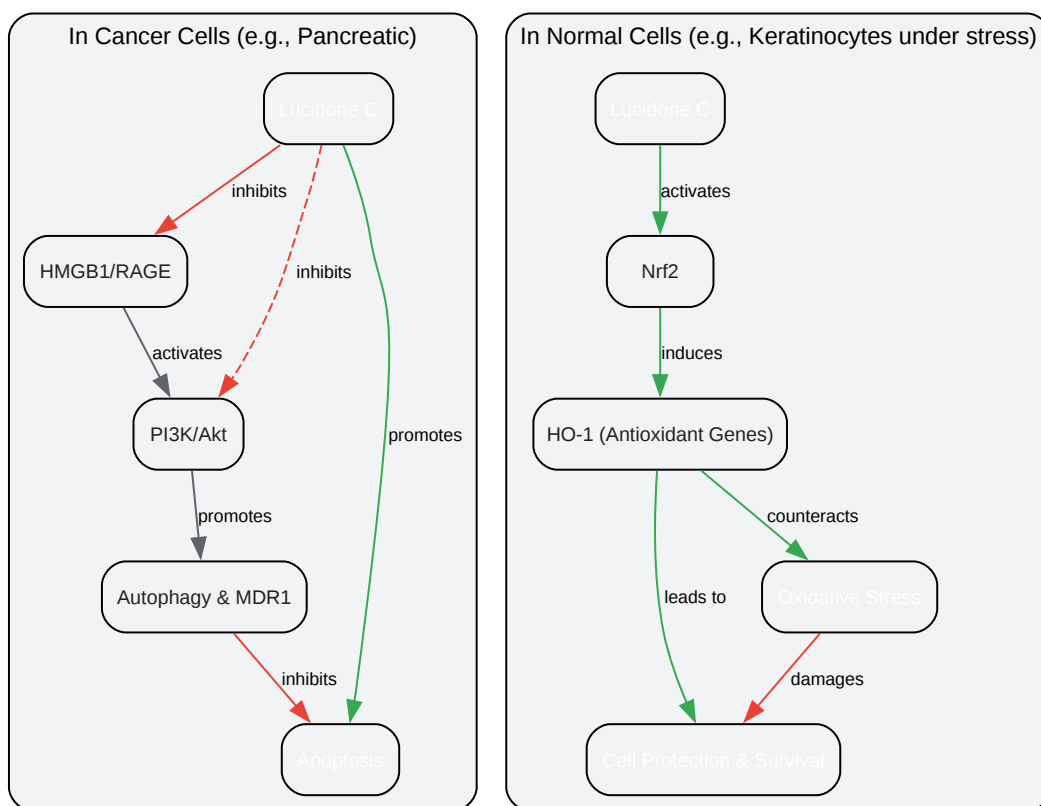 In Cancer Cells (e.g., Pancreatic)
Lucidone C
inhibits
HMGB1/RAGE
inhibits
activates
PI3K/Akt
promotes
promotes
Autophagy & MDR1
inhibits
Apoptosis
In Normal Cells (e.g., Keratinocytes under stress)
Lucidone C
activates
Nrf2
induces
HO-1 (Antioxidant Genes)
counteracts
Oxidative Stress
leads to
damages
Cell Protection & Survival